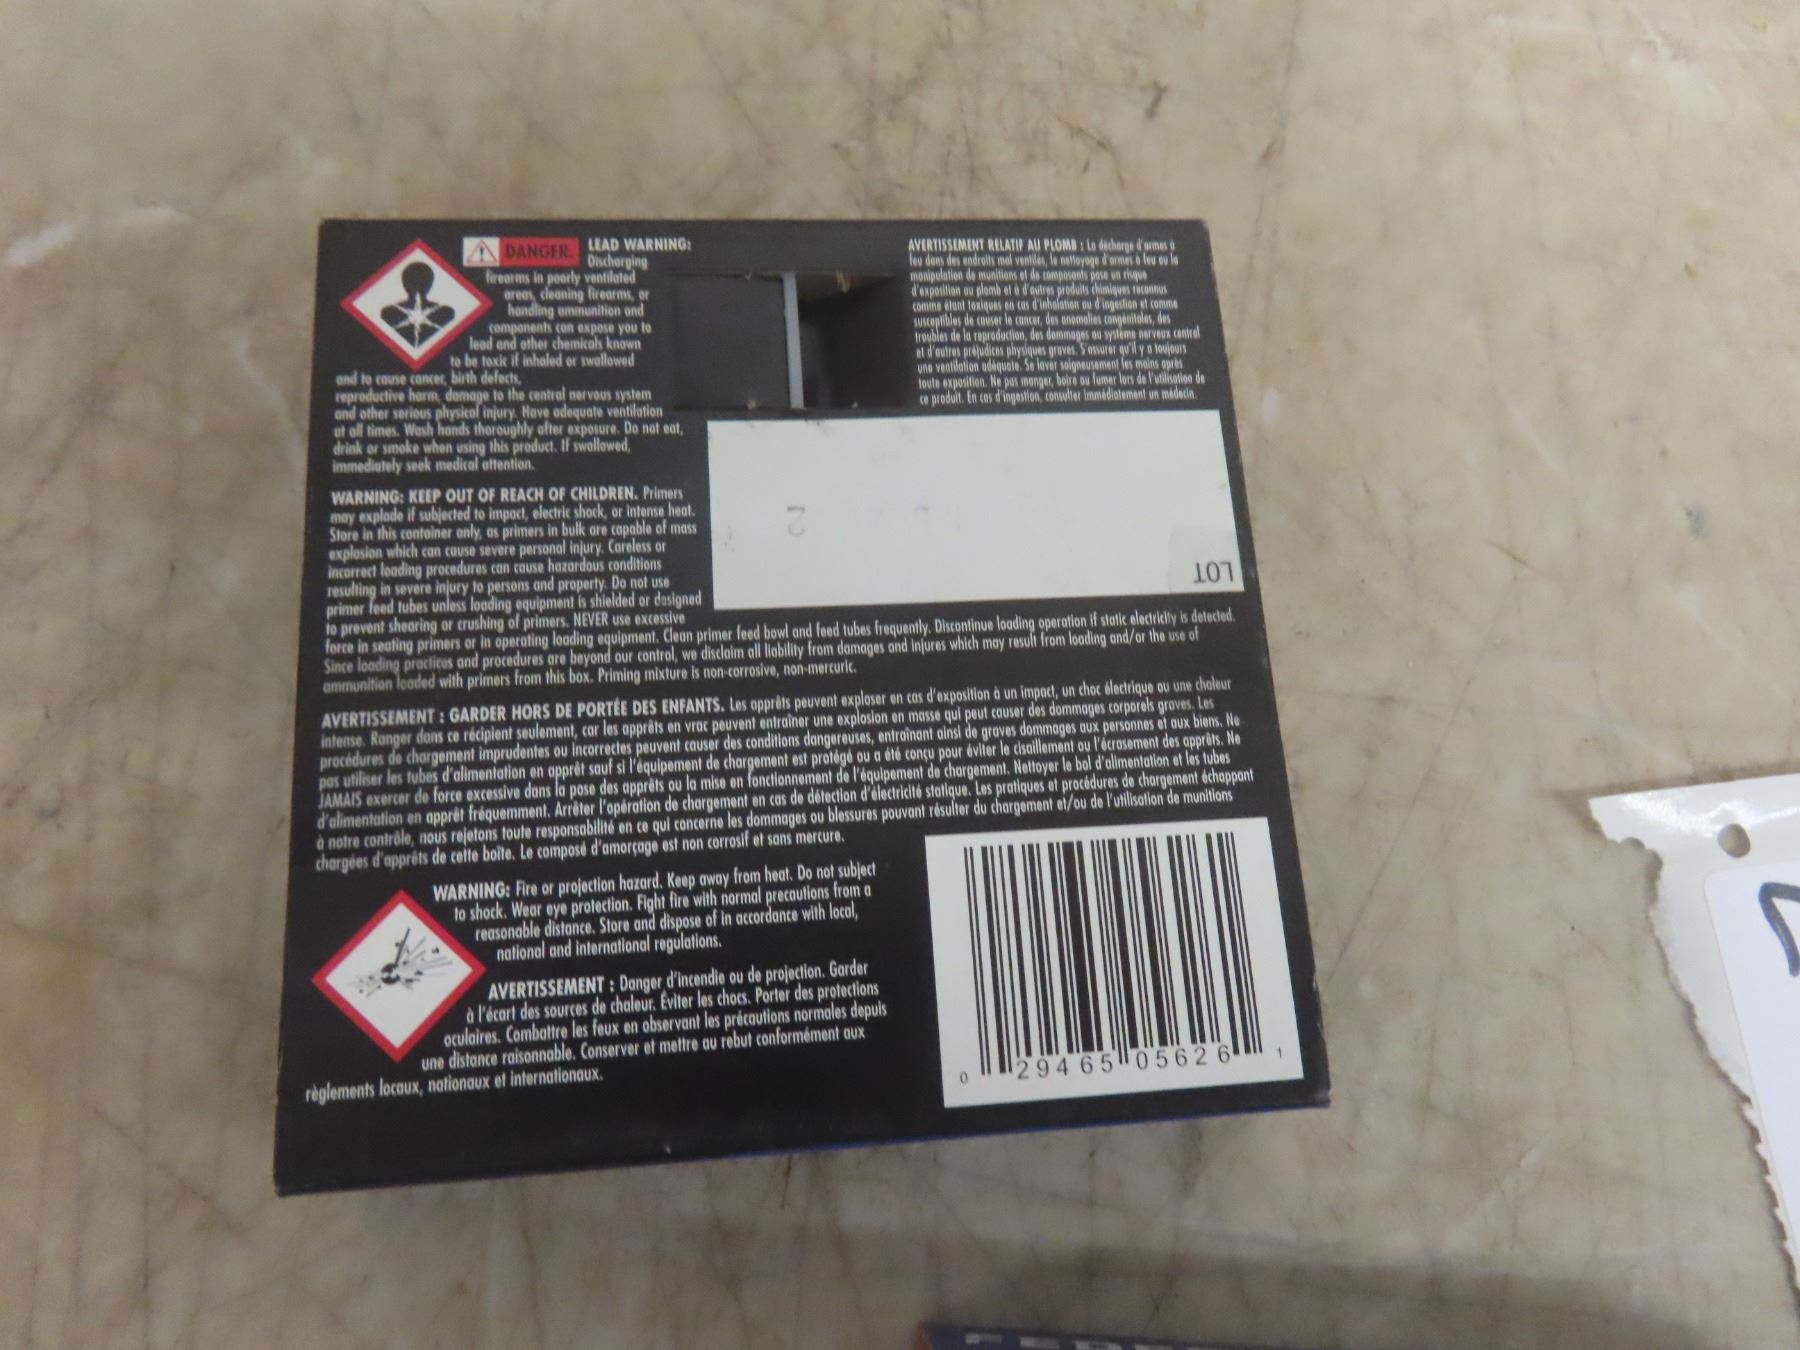 DANGER. LEAD WARNING:
Discharging
firearms in poorly ventilated
areas, cleaning firearms, or
handling ammunition and
components can expose you to
lead and other chemicals known
to be toxic if inhaled or swallowed
and to cause cancer, birth defects,
reproductive harm, damage to the central nervous system
and other serious physical injury. Have adequate ventilation
at all times. Wash hands thoroughly after exposure. Do not eat,
drink or smoke when using this product. If swallowed,
immediately seek medical attention.
AVERTISSEMENT RELATIF AU PLOMB : La décharge d'armes à
feu dans des endroits mal ventilés, le nettoyage d'armes à feu ou la
manipulation de munitions et de composants pose un risque
d'exposition au plomb et à d'autres produits chimiques reconnus
comme étant toxiques en cas d'inhalation ou d'ingestion et comme
susceptibles de causer le cancer, des anomalies congénitales, des
troubles de la reproduction, des dommages au système nerveux central
et d'autres préjudices physiques graves. S'assurer qu'il y a toujours
une ventilation adéquate. Se laver soigneusement les mains après
toute exposition. Ne pas manger, boire ou fumer lors de l'utilisation de
ce produit. En cas d'ingestion, consulter immédiatement un médecin.
LOT
WARNING: KEEP OUT OF REACH OF CHILDREN. Primers
may explode if subjected to impact, electric shock, or intense heat.
Store in this container only, as primers in bulk are capable of mass
explosion which can cause severe personal injury. Careless or
incorrect loading procedures can cause hazardous conditions
resulting in severe injury to persons and property. Do not use
primer feed tubes unless loading equipment is shielded or designed
to prevent shearing or crushing of primers. NEVER use excessive
force in seating primers or in operating loading equipment. Clean primer feed bowl and feed tubes frequently. Discontinue loading operation if static electricity is detected.
Since loading practices and procedures are beyond our control, we disclaim all liability from damages and injures which may result from loading and/or the use of
ammunition loaded with primers from this box. Priming mixture is non-corrosive, non-mercuric.
AVERTISSEMENT : GARDER HORS DE PORTÉE DES ENFANTS. Les apprêts peuvent exploser en cas d'exposition à un impact, un choc électrique ou une chaleur
intense. Ranger dans ce récipient seulement, car les apprêts en vrac peuvent entraîner une explosion en masse qui peut causer des dommages corporels graves. Les
procédures de chargement imprudentes ou incorrectes peuvent causer des conditions dangereuses, entraînant ainsi de graves dommages aux personnes et aux biens. Ne
pas utiliser les tubes d'alimentation en apprêt sauf si l'équipement de chargement est protégé ou a été conçu pour éviter le cisaillement ou l'écrasement des apprêts. Ne
JAMAIS exercer de force excessive dans la pose des apprêts ou la mise en fonctionnement de l'équipement de chargement. Nettoyer le bol d'alimentation et les tubes
d'alimentation en apprêt fréquemment. Arrêter l'opération de chargement en cas de détection d'électricité statique. Les pratiques et procédures de chargement échappant
à notre contrôle, nous rejetons toute responsabilité en ce qui concerne les dommages ou blessures pouvant résulter du chargement et/ou de l'utilisation de munitions
chargées d'apprêts de cette boîte. Le composé d'amorçage est non corrosif et sans mercure.
WARNING: Fire or projection hazard. Keep away from heat. Do not subject
to shock. Wear eye protection. Fight fire with normal precautions from a
reasonable distance. Store and dispose of in accordance with local,
national and international regulations.
AVERTISSEMENT : Danger d'incendie ou de projection. Garder
à l'écart des sources de chaleur. Éviter les chocs. Porter des protections
oculaires. Combattre les feux en observant les précautions normales depuis
une distance raisonnable. Conserver et mettre au rebut conformément aux
règlements locaux, nationaux et internationaux.
0 29465 05626 1